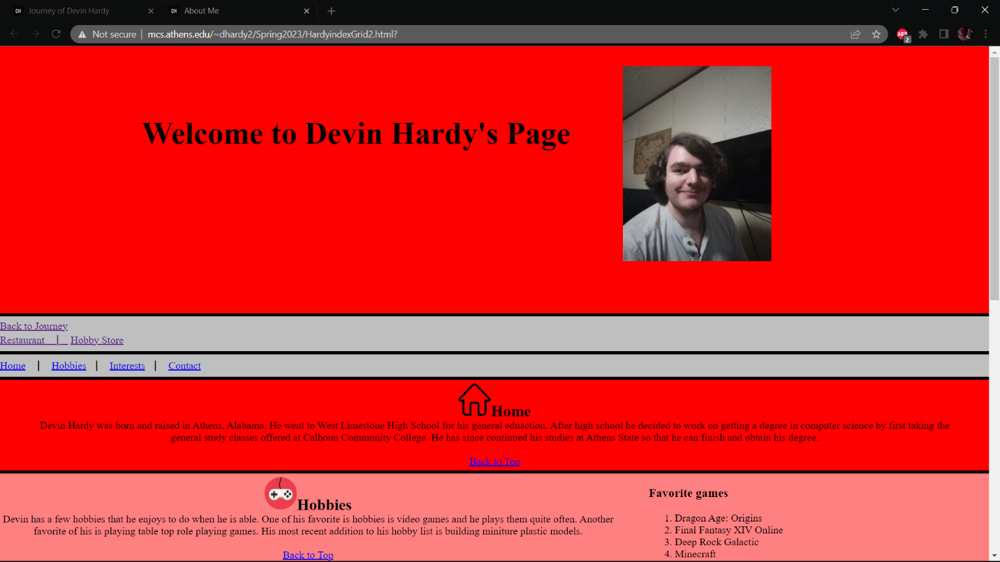 DH Journey of Devin Hardy
DH About Me
Not secure | mcs.athens.edu/~dhardy2/Spring2023/HardyindexGrid2.html?
ABP
2
Welcome to Devin Hardy's Page
Back to Journey
Restaurant | Hobby Store
Home | Hobbies | Interests | Contact
Home
Devin Hardy was born and raised in Athens, Alabama. He went to West Limestone High School for his general eduaction. After high school he decided to work on getting a degree in computer science by first taking the
general study classes offered at Calhoun Community College. He has since continued his studies at Athens State so that he can finish and obtain his degree.
Back to Top
Hobbies
Devin has a few hobbies that he enjoys to do when he is able. One of his favorite is hobbies is video games and he plays them quite often. Another
favorite of his is playing table top role playing games. His most recent addition to his hobby list is building miniture plastic models.
Back to Top
Favorite games
1. Dragon Age: Origins
2. Final Fantasy XIV Online
3. Deep Rock Galactic
4. Minecraft